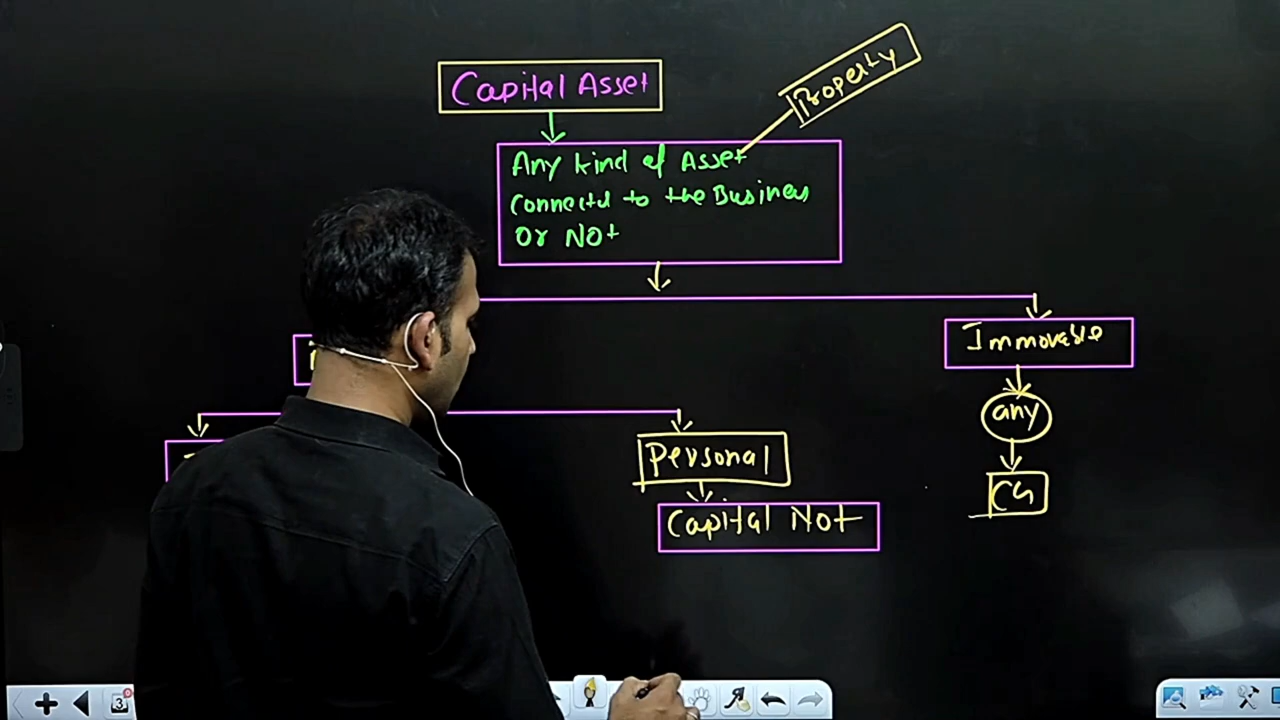 Capital Asset
Property
Any kind of Asset
Connected to the Business
Or Not
Immovable
any
Personal
CG
Capital Not
3